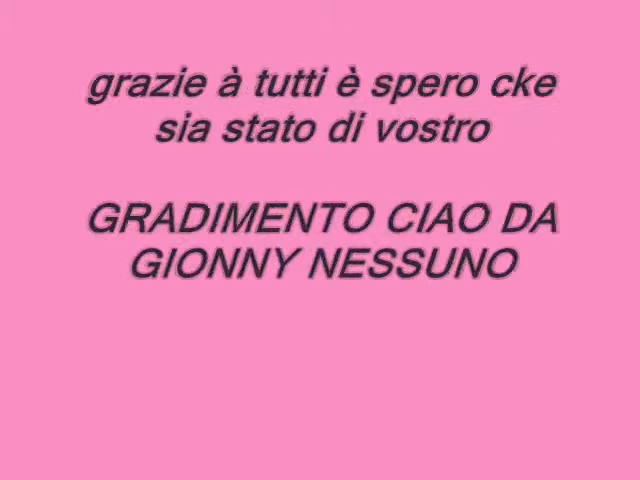 grazie à tutti è spero cke
sia stato di vostro
GRADIMENTO CIAO DA
GIONNY NESSUNO